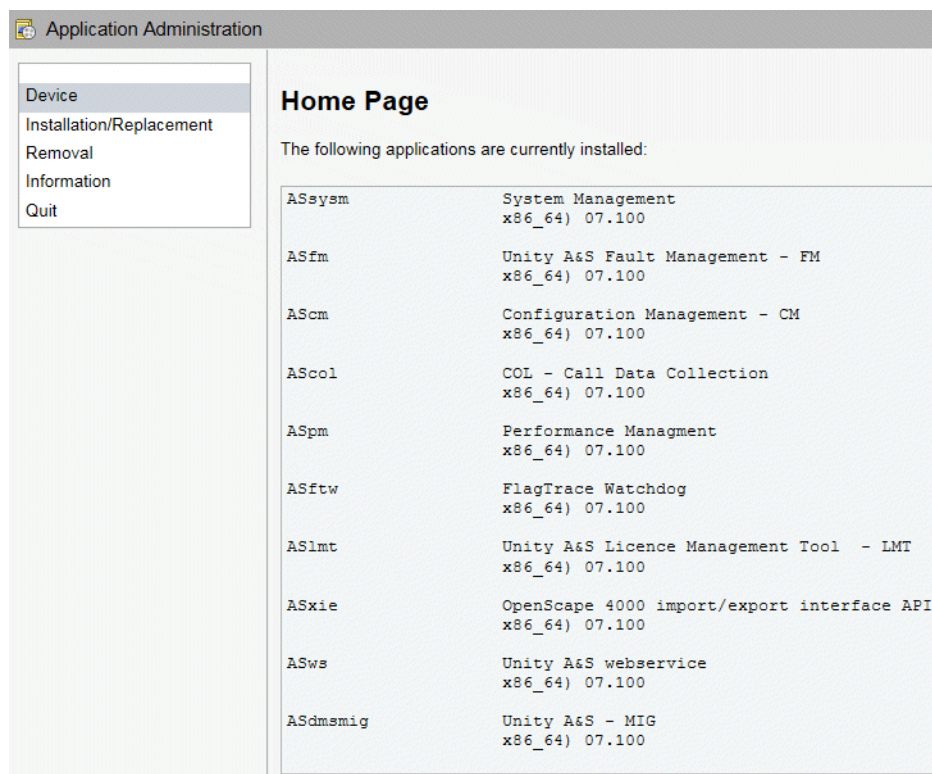 Application Administration
Device
Installation/Replacement
Removal
Information
Quit
Home Page
The following applications are currently installed:
ASsysm System Management
x86_64) 07.100
ASfm Unity A&S Fault Management - FM
x86_64) 07.100
AScm Configuration Management - CM
x86_64) 07.100
AScol COL - Call Data Collection
x86_64) 07.100
ASpm Performance Managment
x86_64) 07.100
ASftw FlagTrace Watchdog
x86_64) 07.100
ASlmt Unity A&S Licence Management Tool - LMT
x86_64) 07.100
ASxie OpenScape 4000 import/export interface API
x86_64) 07.100
ASws Unity A&S webservice
x86_64) 07.100
ASdmsmig Unity A&S - MIG
x86_64) 07.100